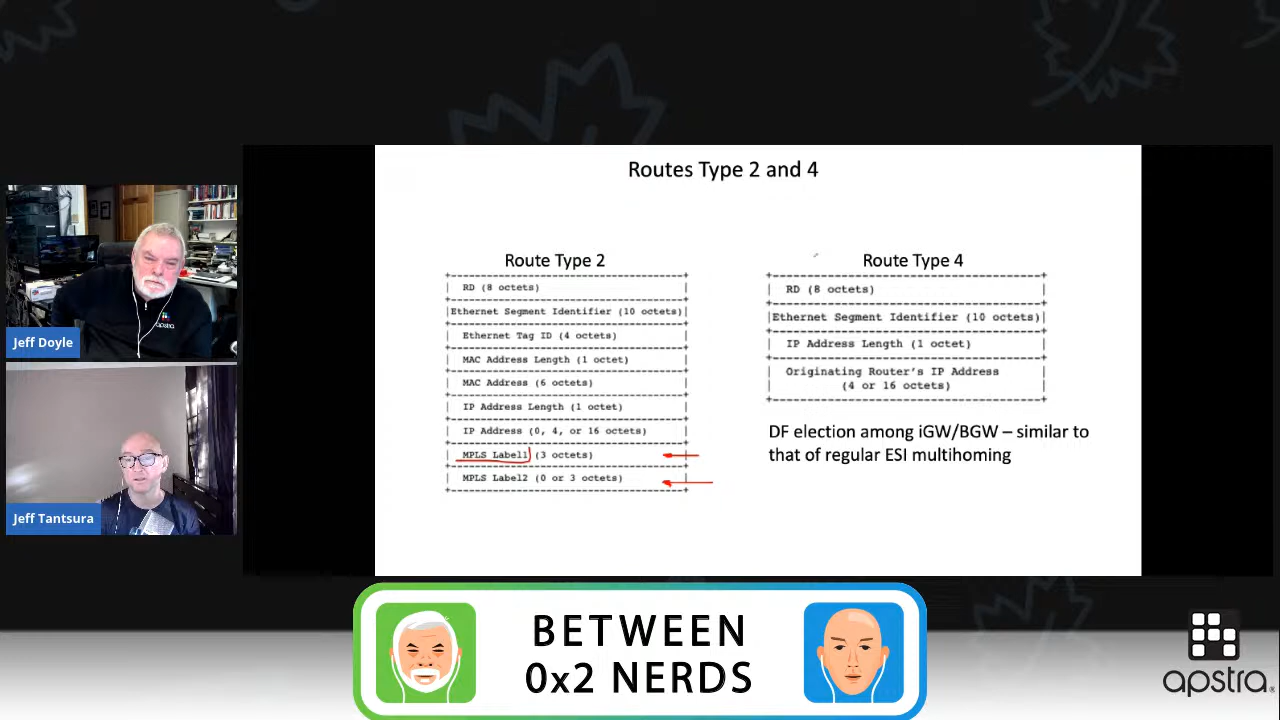 Routes Type 2 and 4
Route Type 2
RD (8 octets)
Ethernet Segment Identifier (10 octets)
Ethernet Tag ID (4 octets)
MAC Address Length (1 octet)
MAC Address (6 octets)
IP Address Length (1 octet)
IP Address (0, 4, or 16 octets)
MPLS Label1 (3 octets)
MPLS Label2 (0 or 3 octets)
Route Type 4
RD (8 octets)
Ethernet Segment Identifier (10 octets)
IP Address Length (1 octet)
Originating Router's IP Address
(4 or 16 octets)
DF election among iGW/BGW – similar to
that of regular ESI multihoming
apstra
Jeff Doyle
Jeff Tantsura
BETWEEN
0x2 NERDS
apstra